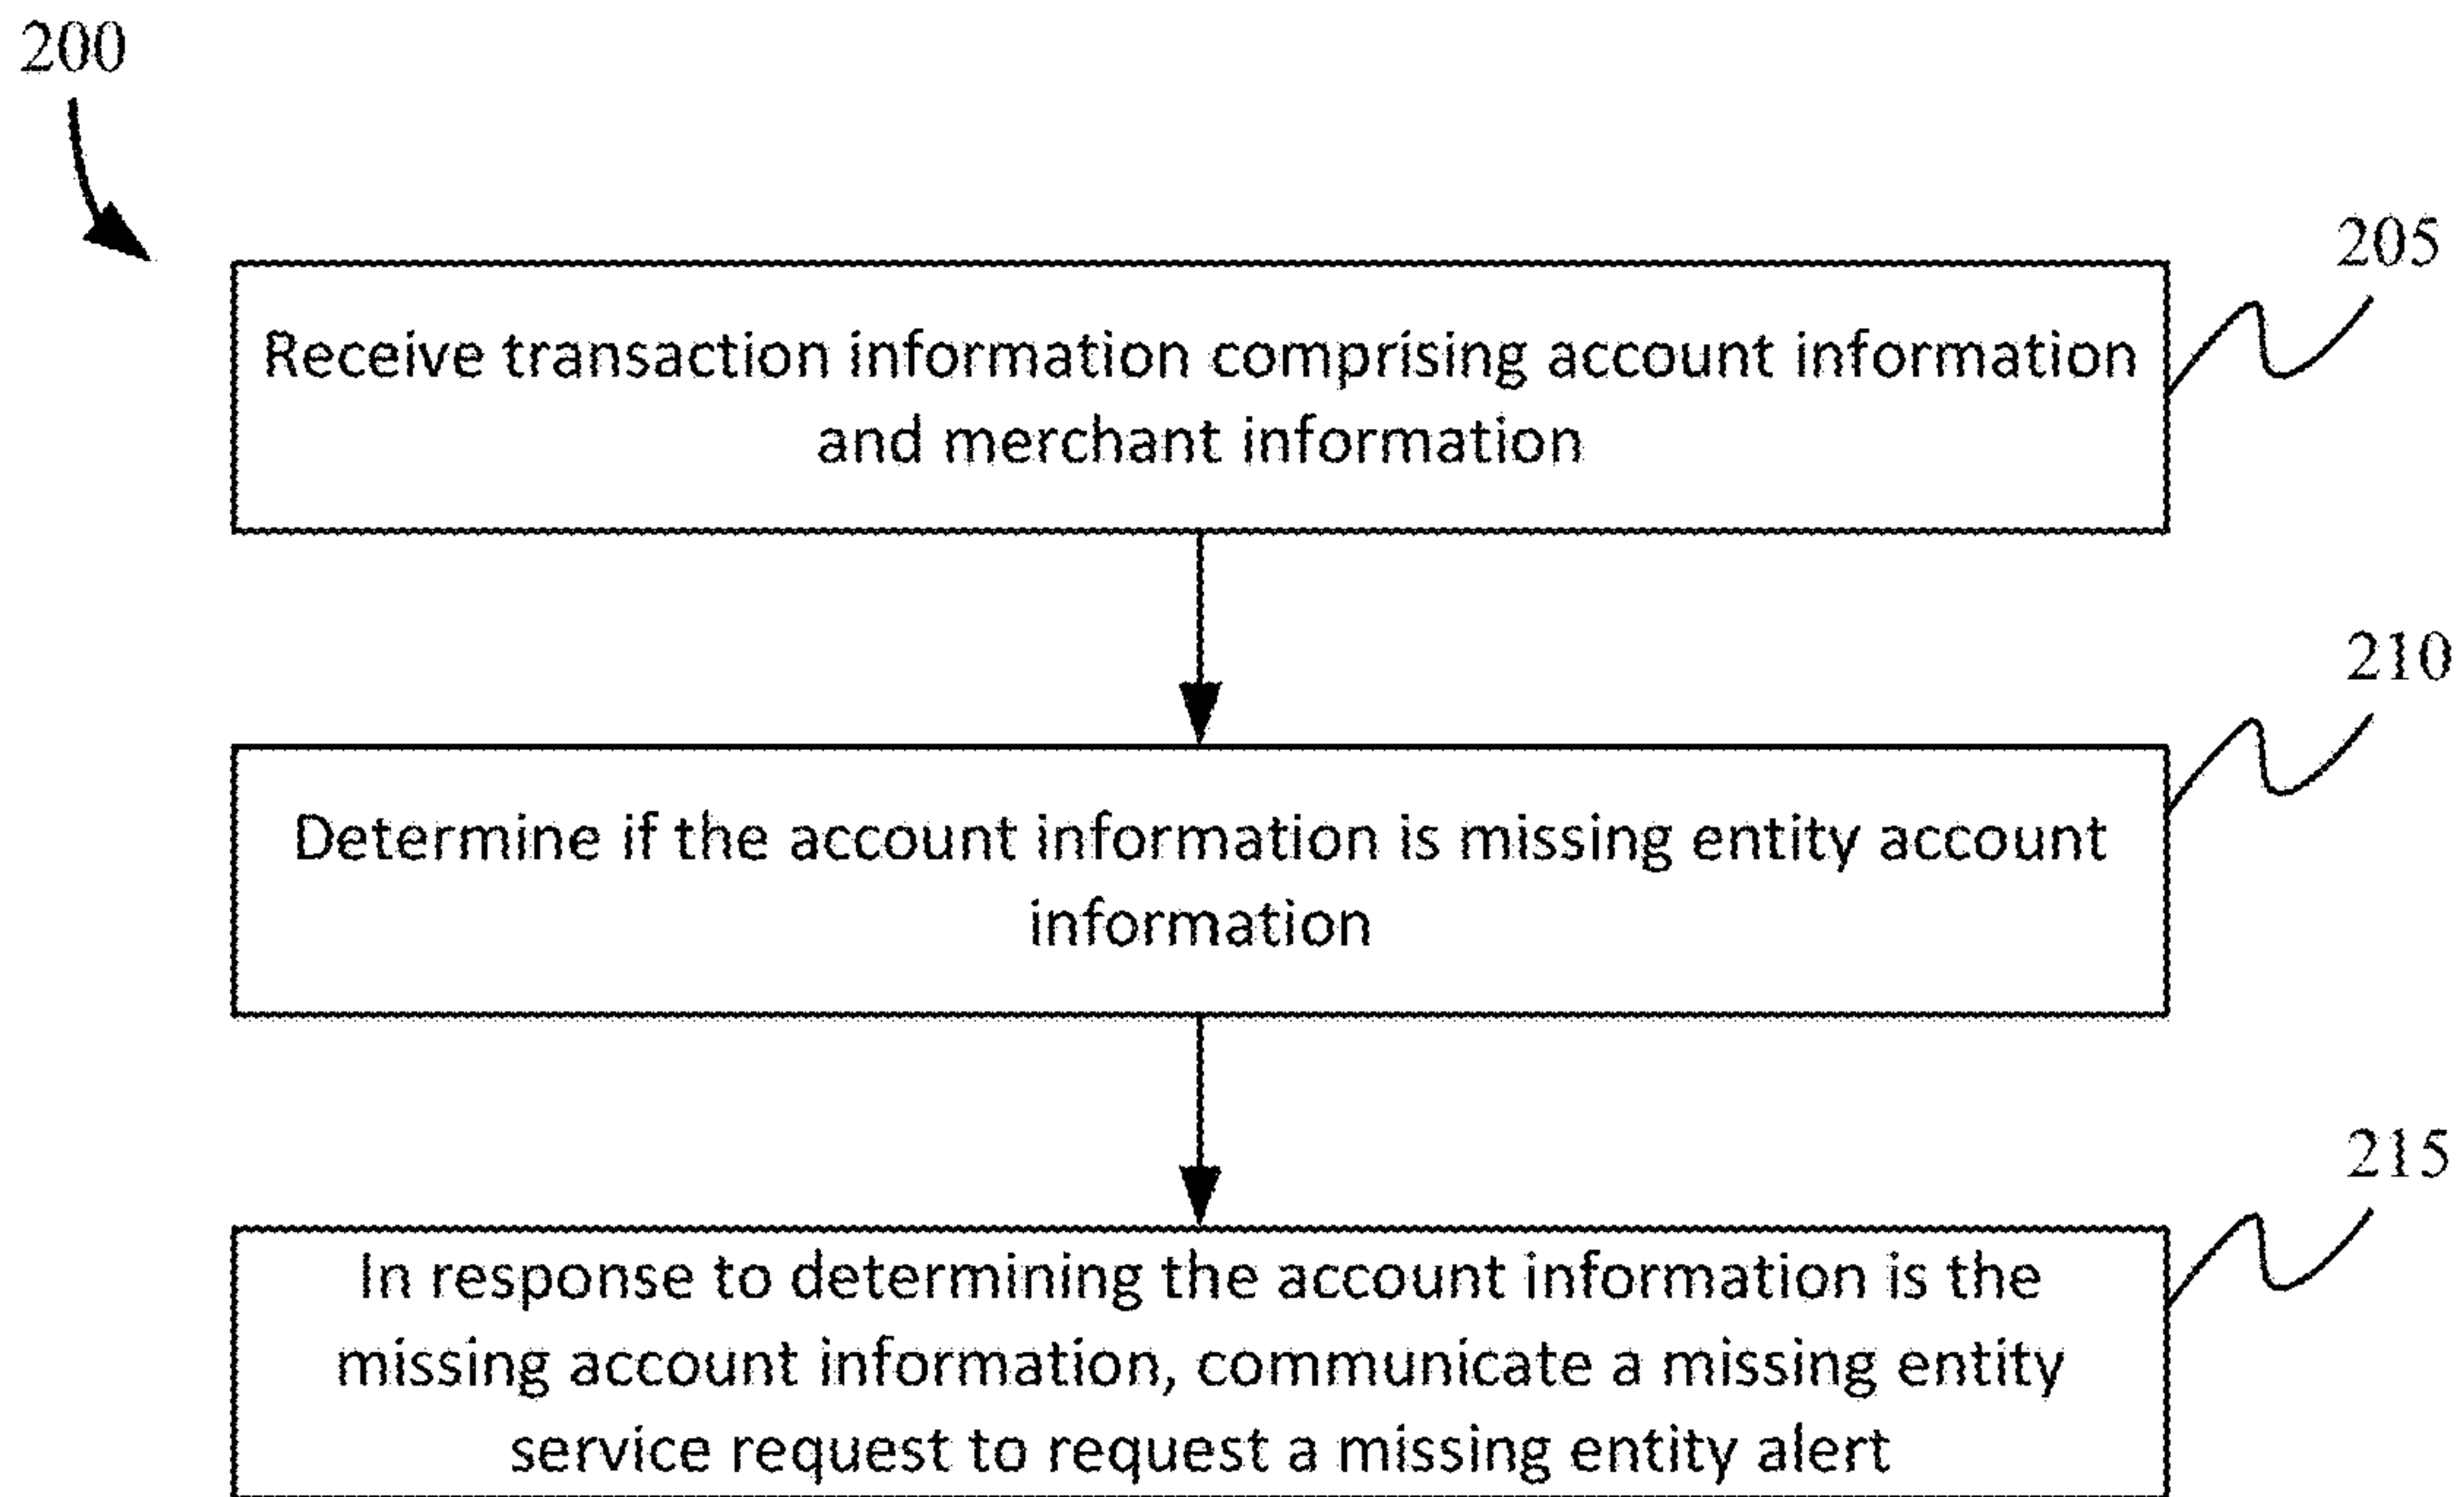 200
205
Receive transaction information comprising account information
and merchant information
210
Determine if the account information is missing entity account
information
215
In response to determining the account information is the
missing account information, communicate a missing entity
service request to request a missing entity alert